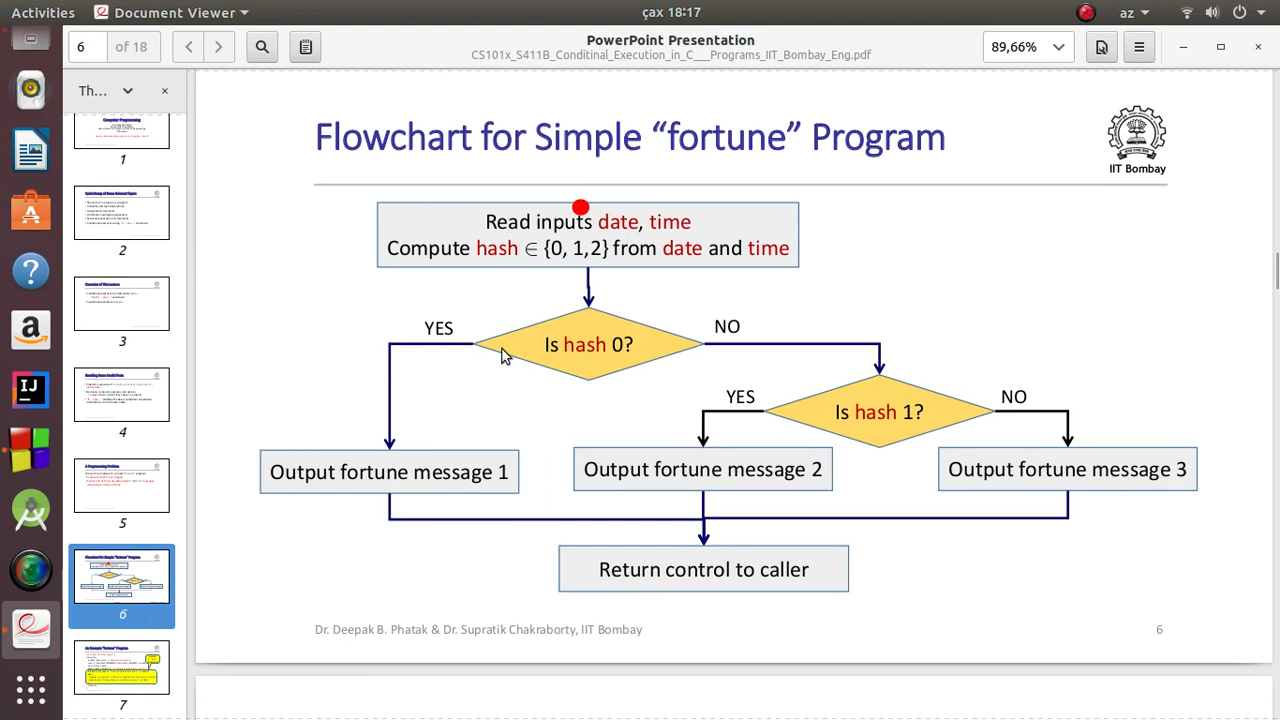 Activities
Document Viewer
çax 18:17
az
6
of 18
PowerPoint Presentation
CS101x_S411B_Conditinal_Execution_in_C___Programs_IIT_Bombay_Eng.pdf
89,66%
Th...
1
2
3
4
5
6
7
Flowchart for Simple “fortune” Program
IIT Bombay
Read inputs date, time
Compute hash ∈ {0, 1,2} from date and time
YES
Is hash 0?
NO
YES
Is hash 1?
NO
Output fortune message 1
Output fortune message 2
Output fortune message 3
Return control to caller
Dr. Deepak B. Phatak & Dr. Supratik Chakraborty, IIT Bombay
6